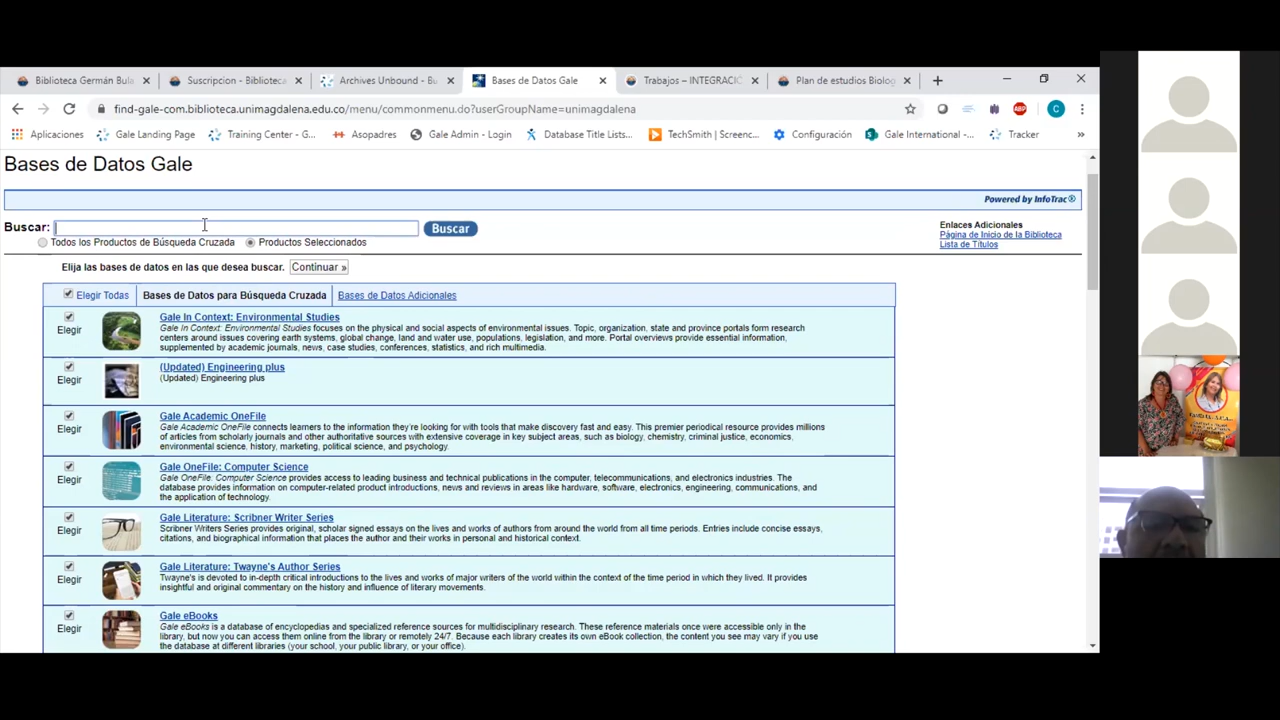 Biblioteca Germán Bula
Suscripcion - Biblioteca
Archives Unbound - Bu
Bases de Datos Gale
Trabajos – INTEGRACIÓ
Plan de estudios Biolog
find-gale-com.biblioteca.unimagdalena.edu.co/menu/commonmenu.do?userGroupName=unimagdalena
Aplicaciones
Gale Landing Page
Training Center - G...
Asopadres
Gale Admin - Login
Database Title Lists...
TechSmith | Screenc...
Configuración
Gale International -...
Tracker
»
Bases de Datos Gale
Powered by InfoTrac®
Buscar:
Buscar
Todos los Productos de Búsqueda Cruzada
Productos Seleccionados
Enlaces Adicionales
Página de Inicio de la Biblioteca
Lista de Títulos
Elija las bases de datos en las que desea buscar.
Continuar »
Elegir Todas
Bases de Datos para Búsqueda Cruzada
Bases de Datos Adicionales
Elegir
Gale In Context: Environmental Studies
Gale In Context: Environmental Studies focuses on the physical and social aspects of environmental issues. Topic, organization, state and province portals form research
centers around issues covering earth systems, global change, land and water use, populations, legislation, and more. Portal overviews provide essential information,
supplemented by academic journals, news, case studies, conferences, statistics, and rich multimedia.
Elegir
(Updated) Engineering plus
(Updated) Engineering plus
Elegir
Gale Academic OneFile
Gale Academic OneFile connects learners to the information they're looking for with tools that make discovery fast and easy. This premier periodical resource provides millions
of articles from scholarly journals and other authoritative sources with extensive coverage in key subject areas, such as biology, chemistry, criminal justice, economics,
environmental science, history, marketing, political science, and psychology.
Elegir
Gale OneFile: Computer Science
Gale OneFile: Computer Science provides access to leading business and technical publications in the computer, telecommunications, and electronics industries. The
database provides information on computer-related product introductions, news and reviews in areas like hardware, software, electronics, engineering, communications, and
the application of technology.
Elegir
Gale Literature: Scribner Writer Series
Scribner Writers Series provides original, scholar signed essays on the lives and works of authors from around the world from all time periods. Entries include concise essays,
citations, and biographical information that places the author and their works in personal and historical context.
Elegir
Gale Literature: Twayne's Author Series
Twayne's is devoted to in-depth critical introductions to the lives and works of major writers of the world within the context of the time period in which they lived. It provides
insightful and original commentary on the history and influence of literary movements.
Elegir
Gale eBooks
Gale eBooks is a database of encyclopedias and specialized reference sources for multidisciplinary research. These reference materials once were accessible only in the
library, but now you can access them online from the library or remotely 24/7. Because each library creates its own eBook collection, the content you see may vary if you use
the database at different libraries (your school, your public library, or your office).